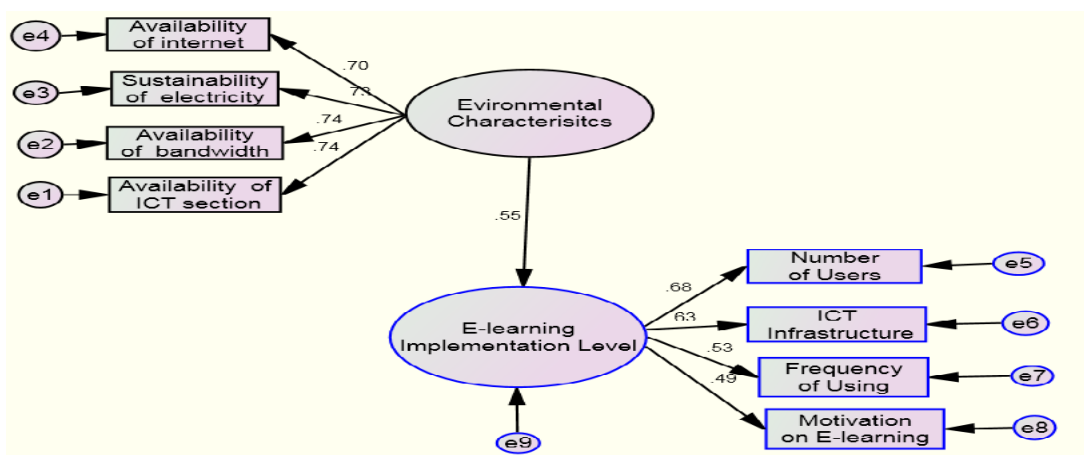 e4
Availability
of internet
.70
e3
Sustainability
of electricity
.73
e2
Availability
of bandwidth
.74
e1
Availability of
ICT section
.74
Evironmental
Characterisitcs
.55
E-learning
Implementation Level
e9
.68
Number
of Users
e5
.63
ICT
Infrastructure
e6
.53
Frequency
of Using
e7
.49
Motivation
on E-learning
e8